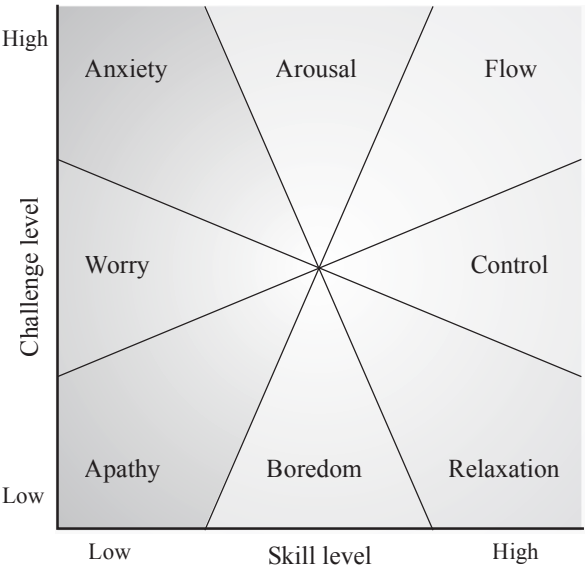 High
Anxiety
Arousal
Flow
Challenge level
Worry
Control
Apathy
Boredom
Relaxation
Low
Low
Skill level
High